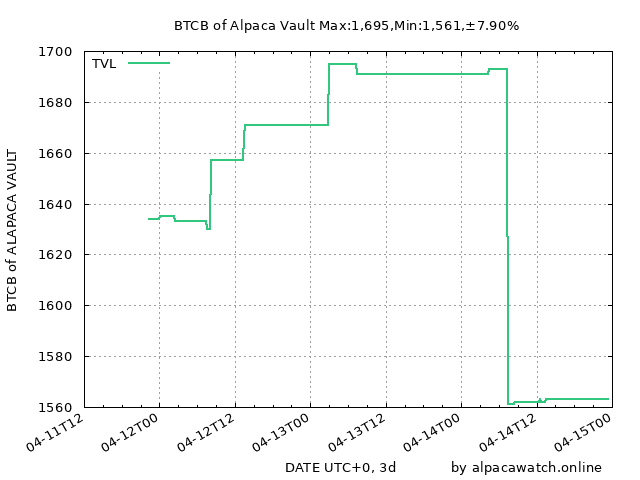 BTCB of Alpaca Vault Max:1,695,Min:1,561,±7.90%
TVL
BTCB of ALAPACA VAULT
1700
1680
1660
1640
1620
1600
1580
1560
04-11T12
04-12T00
04-12T12
04-13T00
04-13T12
04-14T00
04-14T12
04-15T00
DATE UTC+0, 3d
by alpacawatch.online